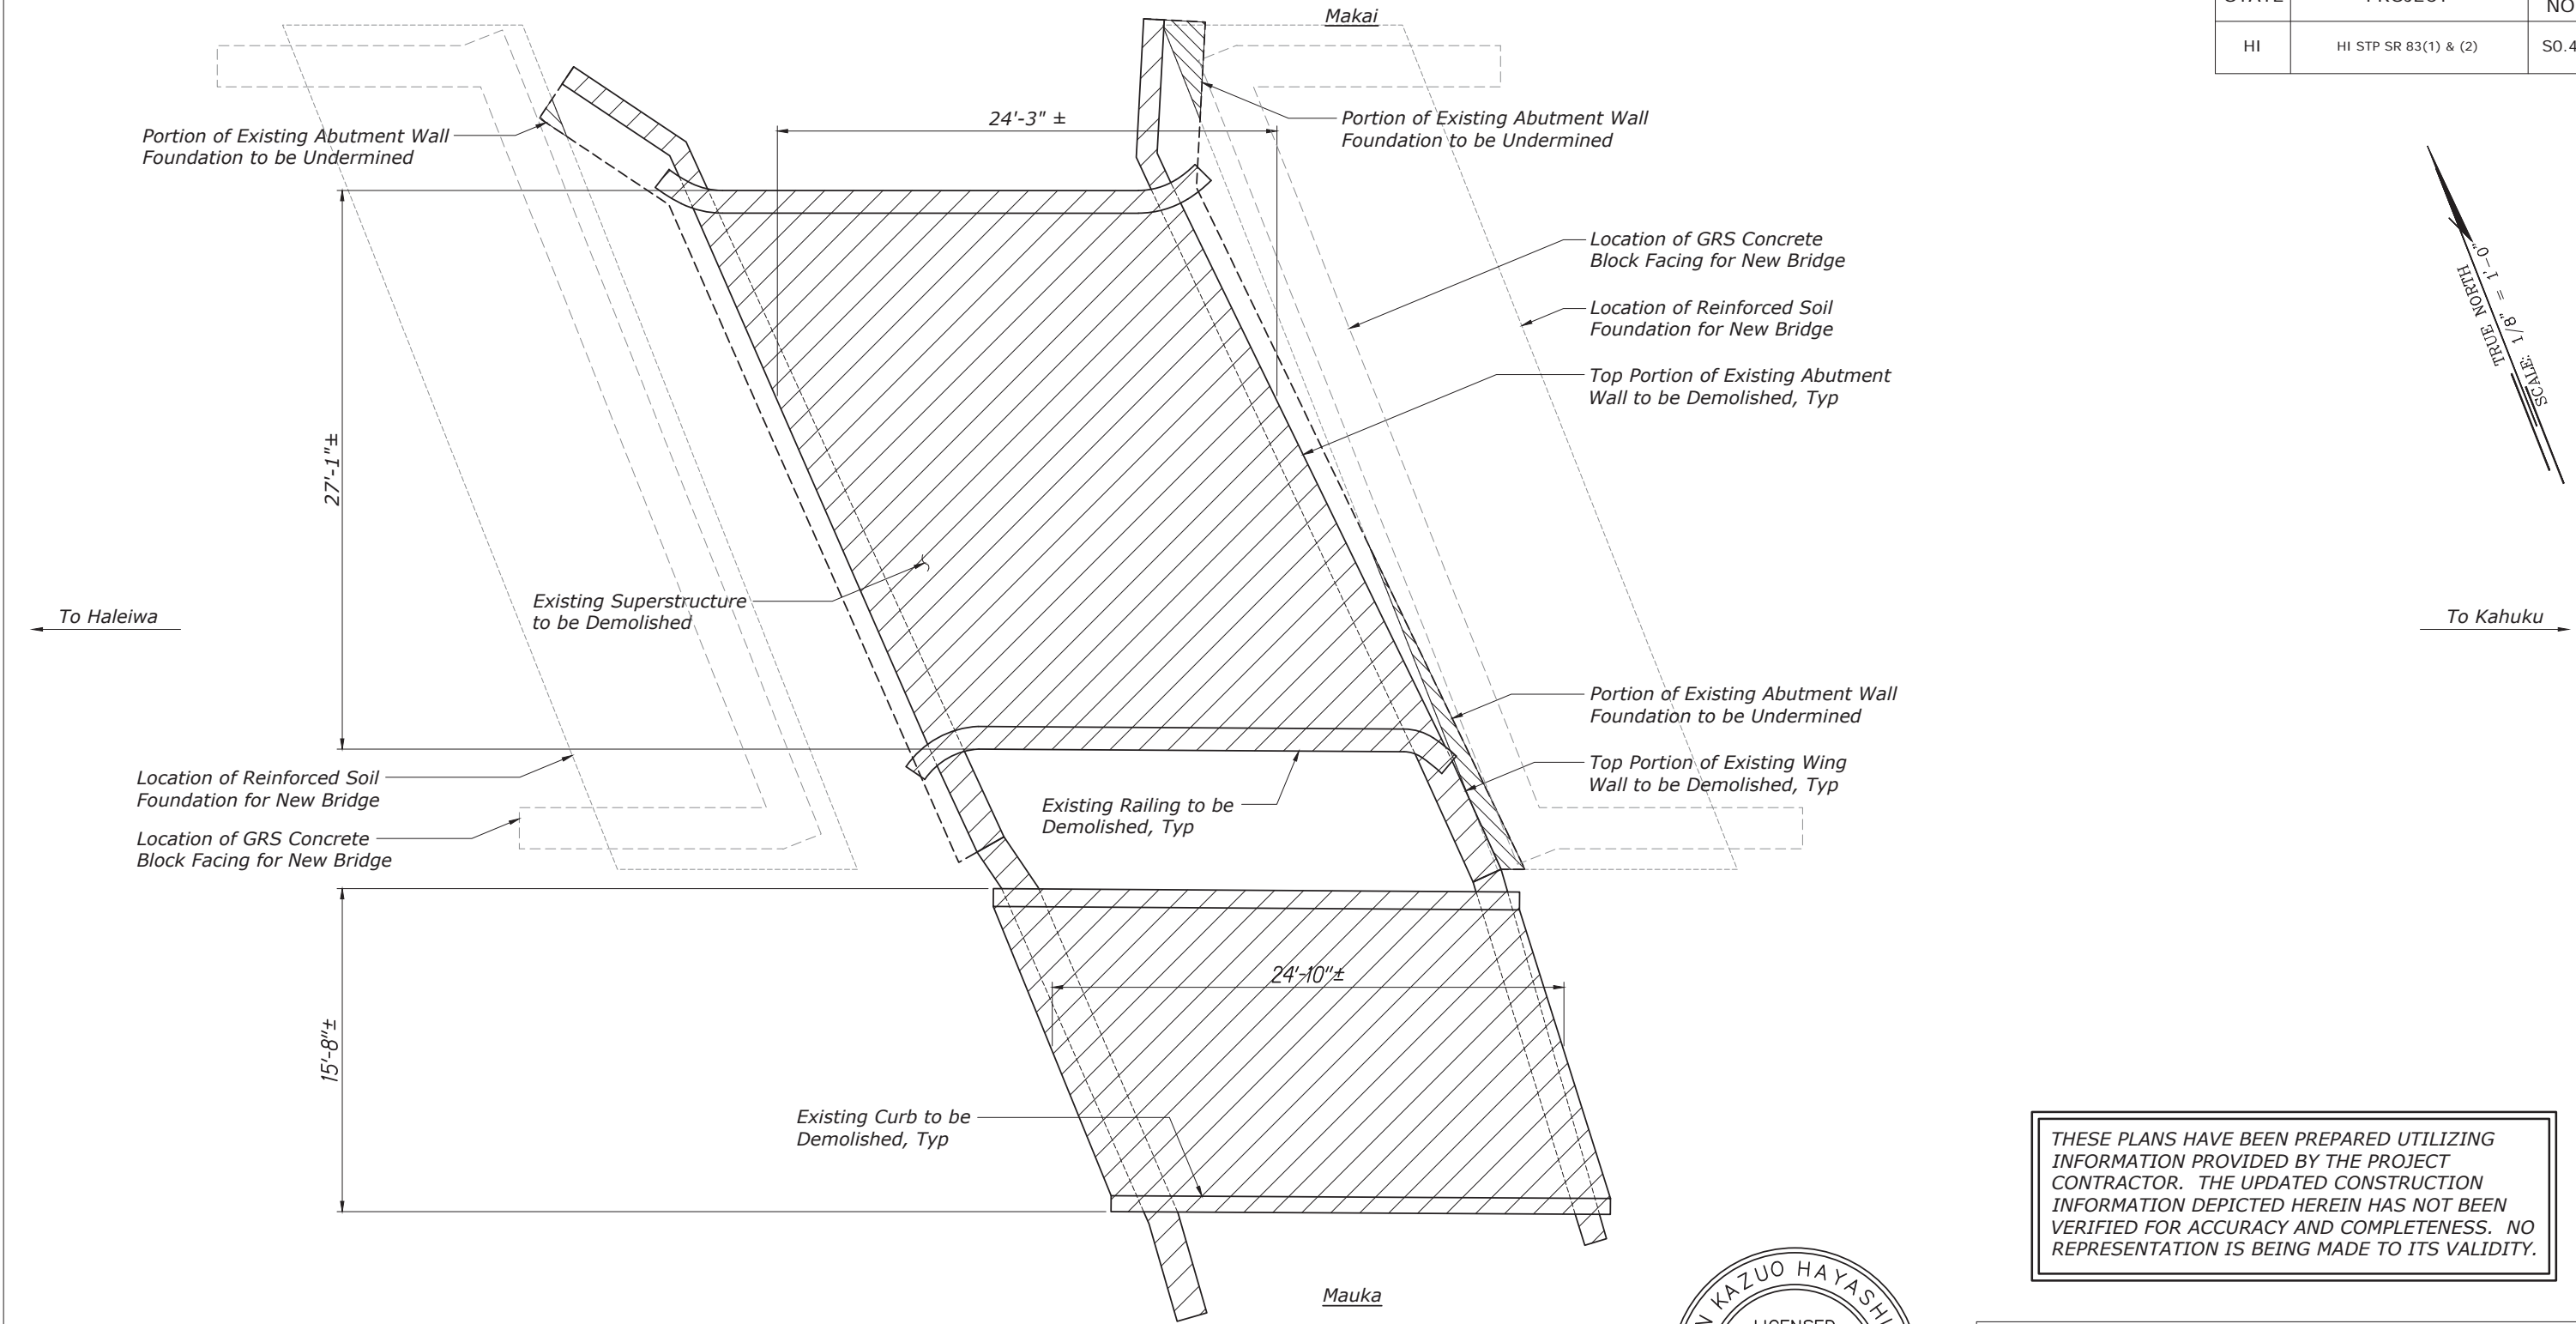 Makai
STATE PROJECT NO
HI HI STP SR 83(1) & (2) S0.4
Portion of Existing Abutment Wall
Foundation to be Undermined
24'-3" ±
Portion of Existing Abutment Wall
Foundation to be Undermined
Location of GRS Concrete
Block Facing for New Bridge
Location of Reinforced Soil
Foundation for New Bridge
TRUE NORTH
SCALE: 1/8" = 1'-0"
Top Portion of Existing Abutment
Wall to be Demolished, Typ
27'-1"±
Existing Superstructure
to be Demolished
To Haleiwa
To Kahuku
Portion of Existing Abutment Wall
Foundation to be Undermined
Top Portion of Existing Wing
Wall to be Demolished, Typ
Location of Reinforced Soil
Foundation for New Bridge
Existing Railing to be
Demolished, Typ
Location of GRS Concrete
Block Facing for New Bridge
24'-10"±
15'-8"±
Existing Curb to be
Demolished, Typ
THESE PLANS HAVE BEEN PREPARED UTILIZING
INFORMATION PROVIDED BY THE PROJECT
CONTRACTOR. THE UPDATED CONSTRUCTION
INFORMATION DEPICTED HEREIN HAS NOT BEEN
VERIFIED FOR ACCURACY AND COMPLETENESS. NO
REPRESENTATION IS BEING MADE TO ITS VALIDITY.
Mauka
KAZUO HAYASHI
LICENSED